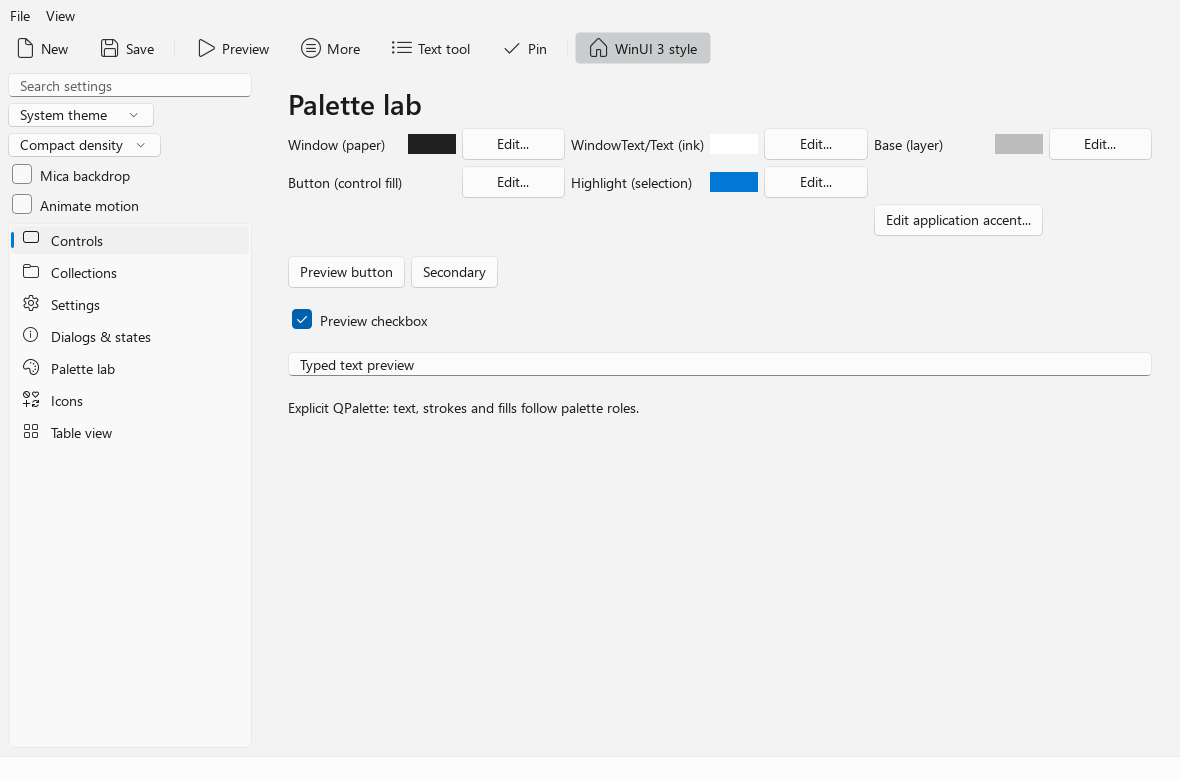 File View
New Save Preview More Text tool Pin WinUI 3 style
Search settings
System theme
Compact density
Mica backdrop
Animate motion
Controls
Collections
Settings
Dialogs & states
Palette lab
Icons
Table view
Palette lab
Window (paper) Edit... WindowText/Text (ink) Edit... Base (layer) Edit...
Button (control fill) Edit... Highlight (selection) Edit...
Edit application accent...
Preview button Secondary
Preview checkbox
Typed text preview
Explicit QPalette: text, strokes and fills follow palette roles.